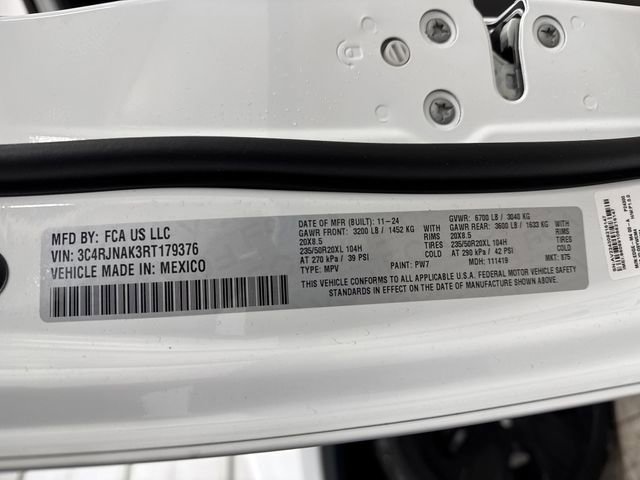 MFD BY: FCA US LLC
VIN: 3C4RJNAK3RT179376
VEHICLE MADE IN: MEXICO
DATE OF MFR (BUILT): 11-24
GVWR: 6700 LB / 3040 KG
GAWR FRONT: 3200 LB / 1452 KG WITH
GAWR REAR: 3600 LB / 1633 KG WITH
20X8.5 RIMS
20X8.5 RIMS
235/50R20XL 104H TIRES
235/50R20XL 104H TIRES
AT 270 kPa / 39 PSI COLD
AT 290 kPa / 42 PSI COLD
TYPE: MPV PAINT: PW7 MDH: 111419 MKT: 875
THIS VEHICLE CONFORMS TO ALL APPLICABLE U.S.A. FEDERAL MOTOR VEHICLE SAFETY
STANDARDS IN EFFECT ON THE DATE OF MANUFACTURE SHOWN ABOVE.